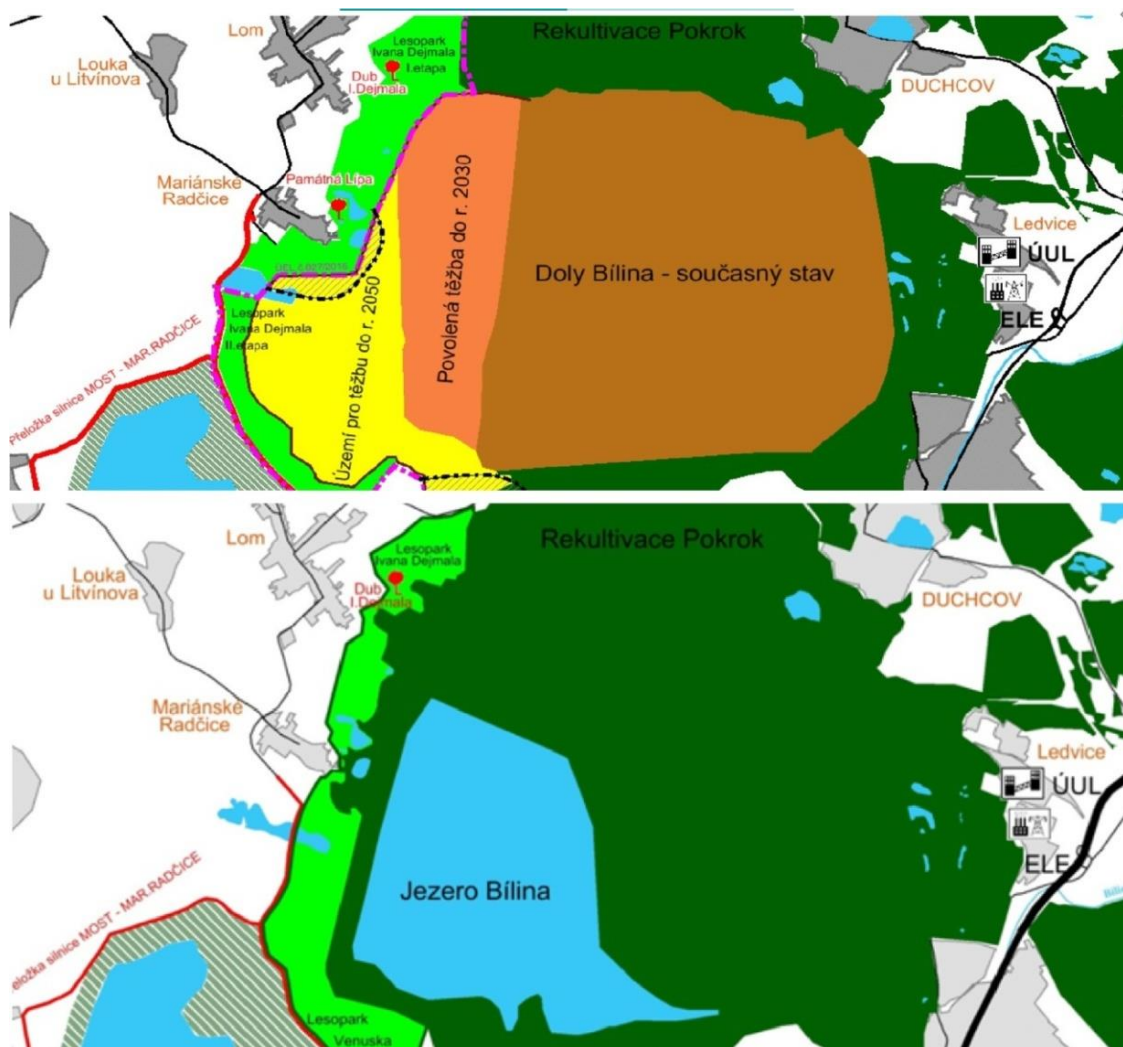 Lom
Louka
u Litvínova
Lesopark
Ivana Dejmala
I.etapa
Dub
I.Dejmala
Rekultivace Pokrok
DUCHCOV
Mariánské
Radčice
Památná Lípa
Ledvice
ÚUL
ELE
Doly Bílina - současný stav
Povolená těžba do r. 2030
Území pro těžbu do r. 2050
Lesopark
Ivana Dejmala
II.etapa
Přeložka silnice MOST - MAR.RADČICE
Lom
Louka
u Litvínova
Lesopark
Ivana Dejmala
Dub
I.Dejmala
Rekultivace Pokrok
DUCHCOV
Mariánské
Radčice
Ledvice
ÚUL
ELE
Jezero Bílina
eložka silnice MOST - MAR.RADČICE
Lesopark
Venuska